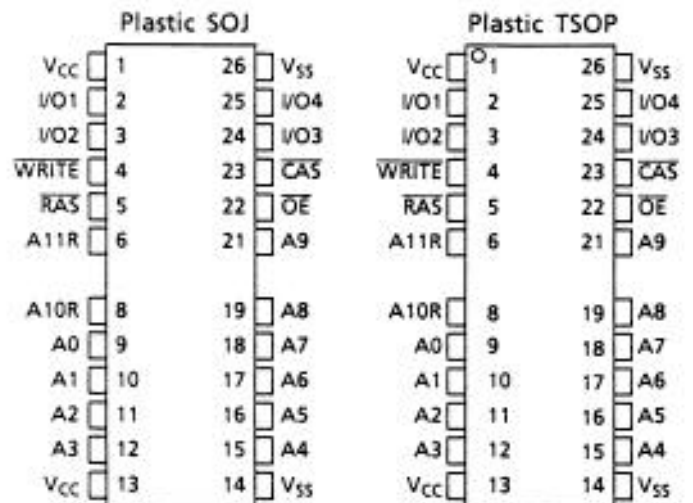 Plastic SOJ Plastic TSOP
VCC 1 26 VSS VCC 1 26 VSS
I/O1 2 25 I/O4 I/O1 2 25 I/O4
I/O2 3 24 I/O3 I/O2 3 24 I/O3
WRITE 4 23 CAS WRITE 4 23 CAS
RAS 5 22 OE RAS 5 22 OE
A11R 6 21 A9 A11R 6 21 A9
A10R 8 19 A8 A10R 8 19 A8
A0 9 18 A7 A0 9 18 A7
A1 10 17 A6 A1 10 17 A6
A2 11 16 A5 A2 11 16 A5
A3 12 15 A4 A3 12 15 A4
VCC 13 14 VSS VCC 13 14 VSS